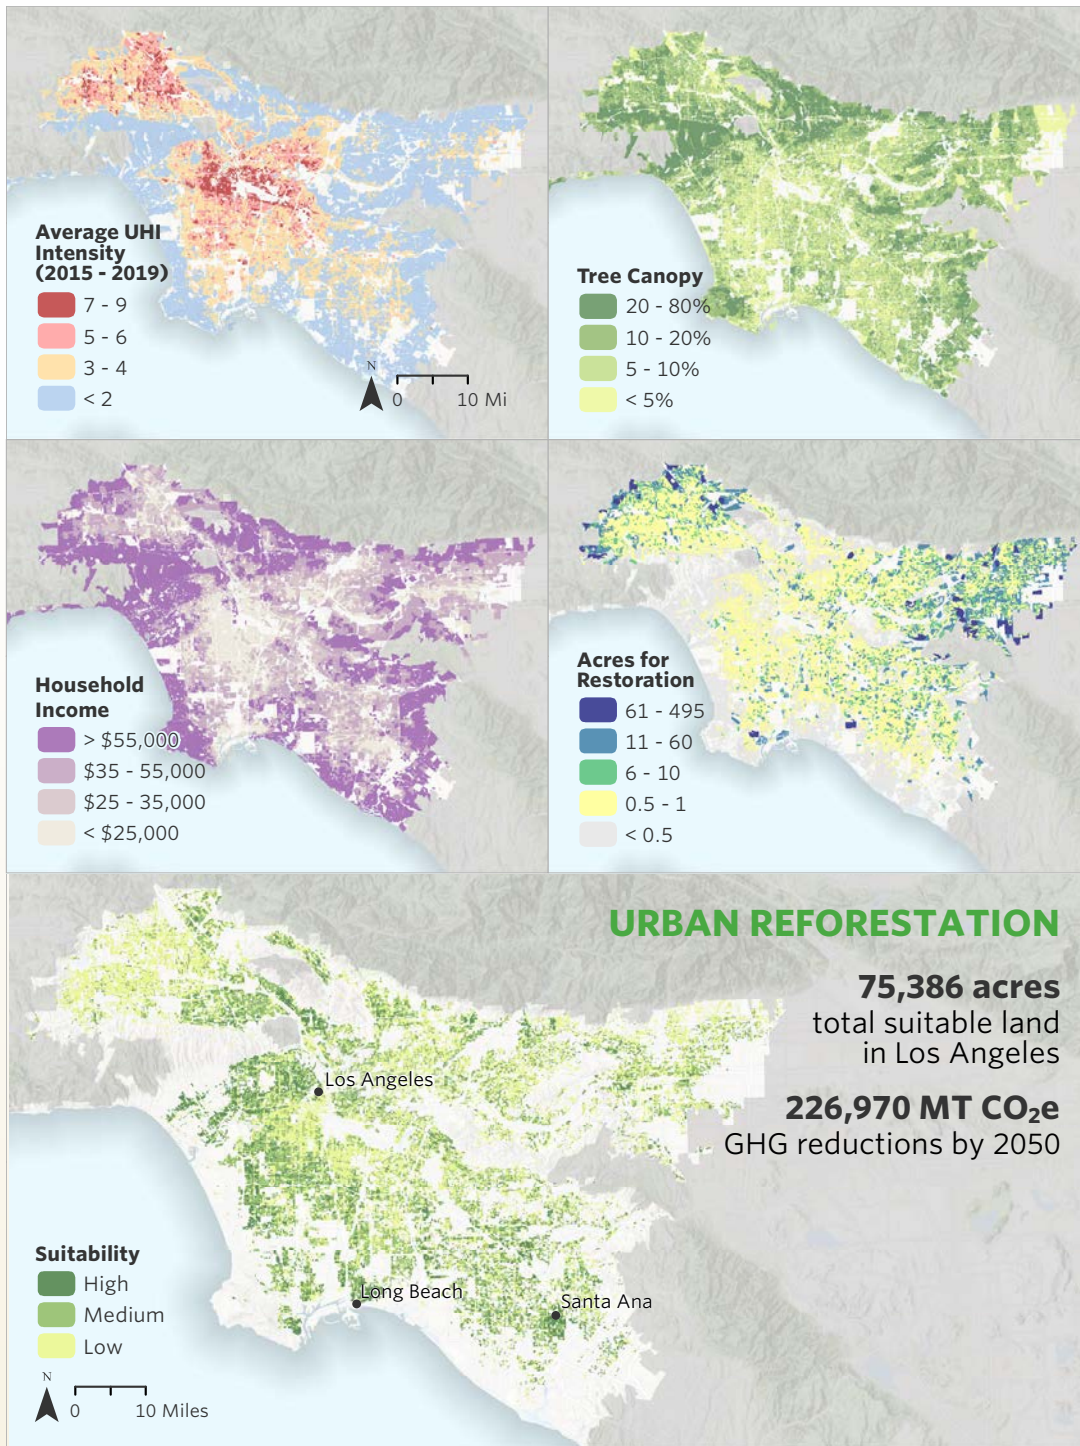 Average UHI
Intensity
(2015 - 2019)
7 - 9
5 - 6
3 - 4
< 2
N
0 10 Mi
Tree Canopy
20 - 80%
10 - 20%
5 - 10%
< 5%
Household
Income
> $55,000
$35 - 55,000
$25 - 35,000
< $25,000
Acres for
Restoration
61 - 495
11 - 60
6 - 10
0.5 - 1
< 0.5
URBAN REFORESTATION
75,386 acres
total suitable land
in Los Angeles
226,970 MT CO₂e
GHG reductions by 2050
Los Angeles
Long Beach
Santa Ana
Suitability
High
Medium
Low
N
0 10 Miles